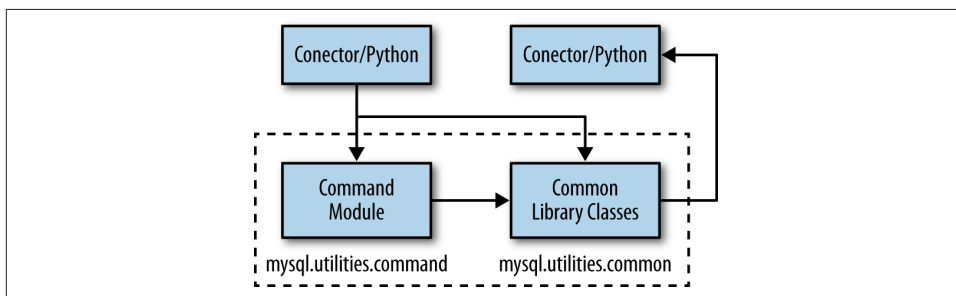 Conector/Python
Conector/Python
Command
Module
Common
Library Classes
mysql.utilities.command
mysql.utilities.common